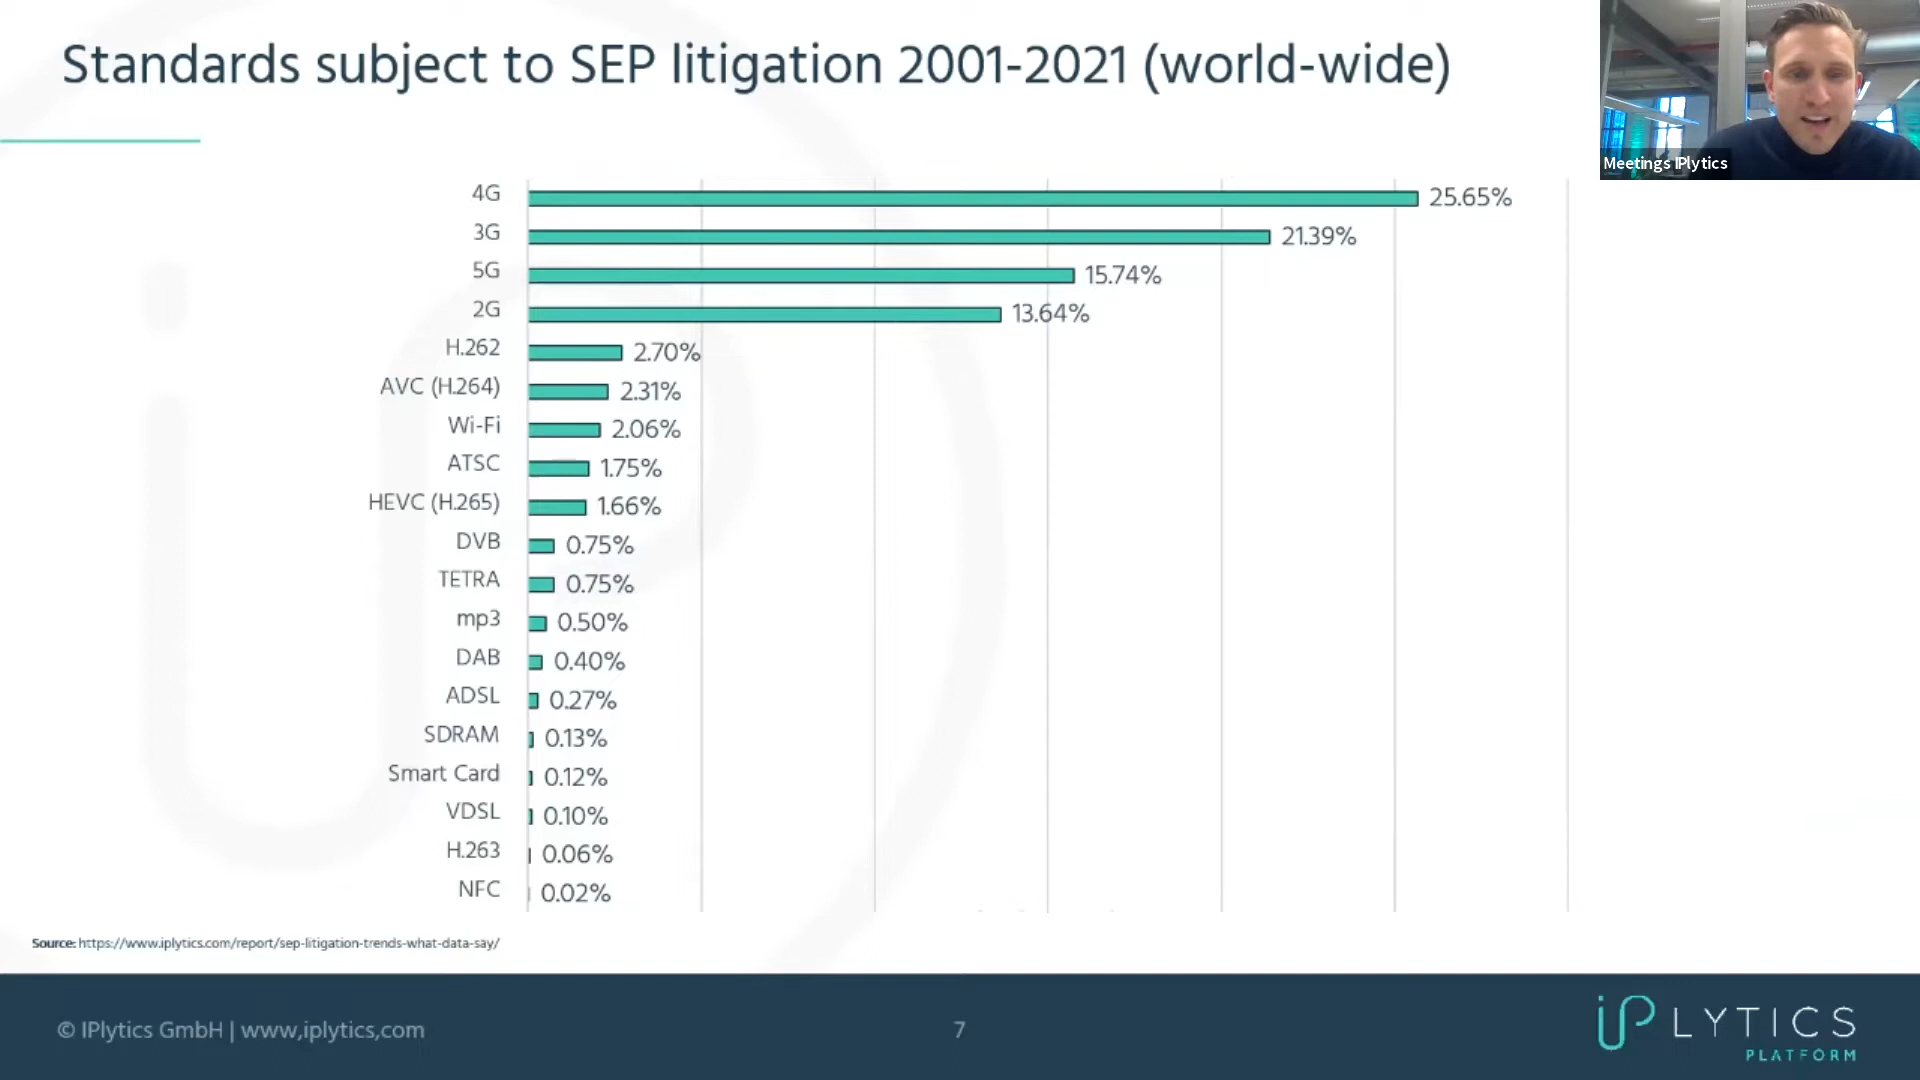 Standards subject to SEP litigation 2001-2021 (world-wide)
Meetings IPlytics
4G 25.65%
3G 21.39%
5G 15.74%
2G 13.64%
H.262 2.70%
AVC (H.264) 2.31%
Wi-Fi 2.06%
ATSC 1.75%
HEVC (H.265) 1.66%
DVB 0.75%
TETRA 0.75%
mp3 0.50%
DAB 0.40%
ADSL 0.27%
SDRAM 0.13%
Smart Card 0.12%
VDSL 0.10%
H.263 0.06%
NFC 0.02%
Source: https://www.iplytics.com/report/sep-litigation-trends-what-data-say/
© IPlytics GmbH | www,iplytics,com
7
iPLYTICS
PLATFORM